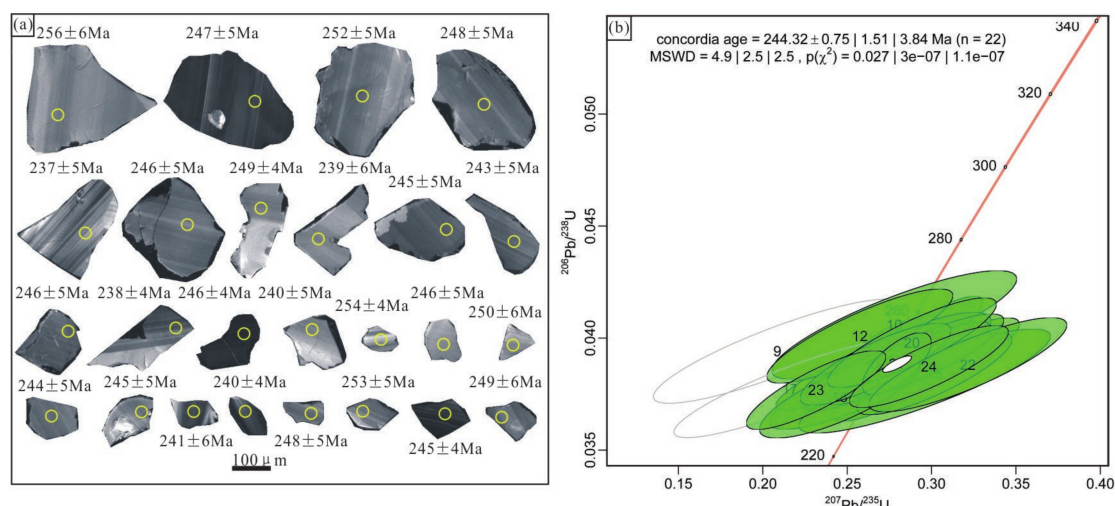 (a)
256±6Ma 247±5Ma 252±5Ma 248±5Ma
237±5Ma 246±5Ma 249±4Ma 239±6Ma 245±5Ma 243±5Ma
246±5Ma 238±4Ma 246±4Ma 240±5Ma 254±4Ma 246±5Ma 250±6Ma
244±5Ma 245±5Ma 240±4Ma 253±5Ma 249±6Ma
241±6Ma 248±5Ma 245±4Ma
100 μm
(b)
concordia age = 244.32 ± 0.75 | 1.51 | 3.84 Ma (n = 22)
MSWD = 4.9 | 2.5 | 2.5 , p(χ²) = 0.027 | 3e-07 | 1.1e-07
340
320
300
280
220
9 12 20 22 23 24
10
17
0.050
0.045
0.040
0.035
²⁰⁶Pb/²³⁸U
0.15 0.20 0.25 0.30 0.35 0.40
²⁰⁷Pb/²³⁵U